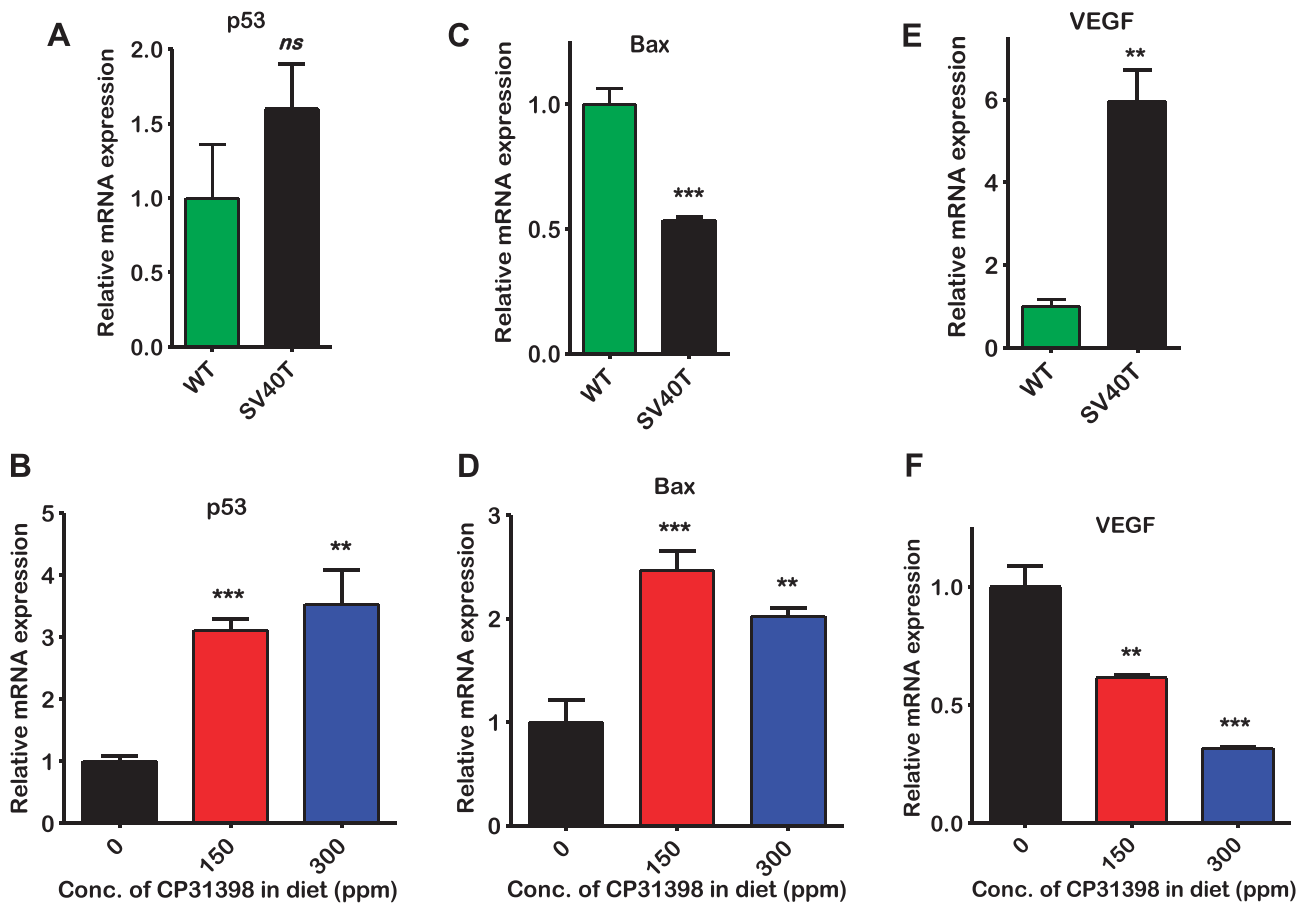 A
p53
Relative mRNA expression
2.0
1.5
1.0
0.5
0.0
ns
WT
SV40T
C
Bax
Relative mRNA expression
1.0
0.5
0.0
***
WT
SV40T
E
VEGF
Relative mRNA expression
6
4
2
0
**
WT
SV40T
B
p53
Relative mRNA expression
5
4
3
2
1
0
***
**
0
150
300
Conc. of CP31398 in diet (ppm)
D
Bax
Relative mRNA expression
3
2
1
0
***
**
0
150
300
Conc. of CP31398 in diet (ppm)
F
VEGF
Relative mRNA expression
1.0
0.5
0.0
**
***
0
150
300
Conc. of CP31398 in diet (ppm)